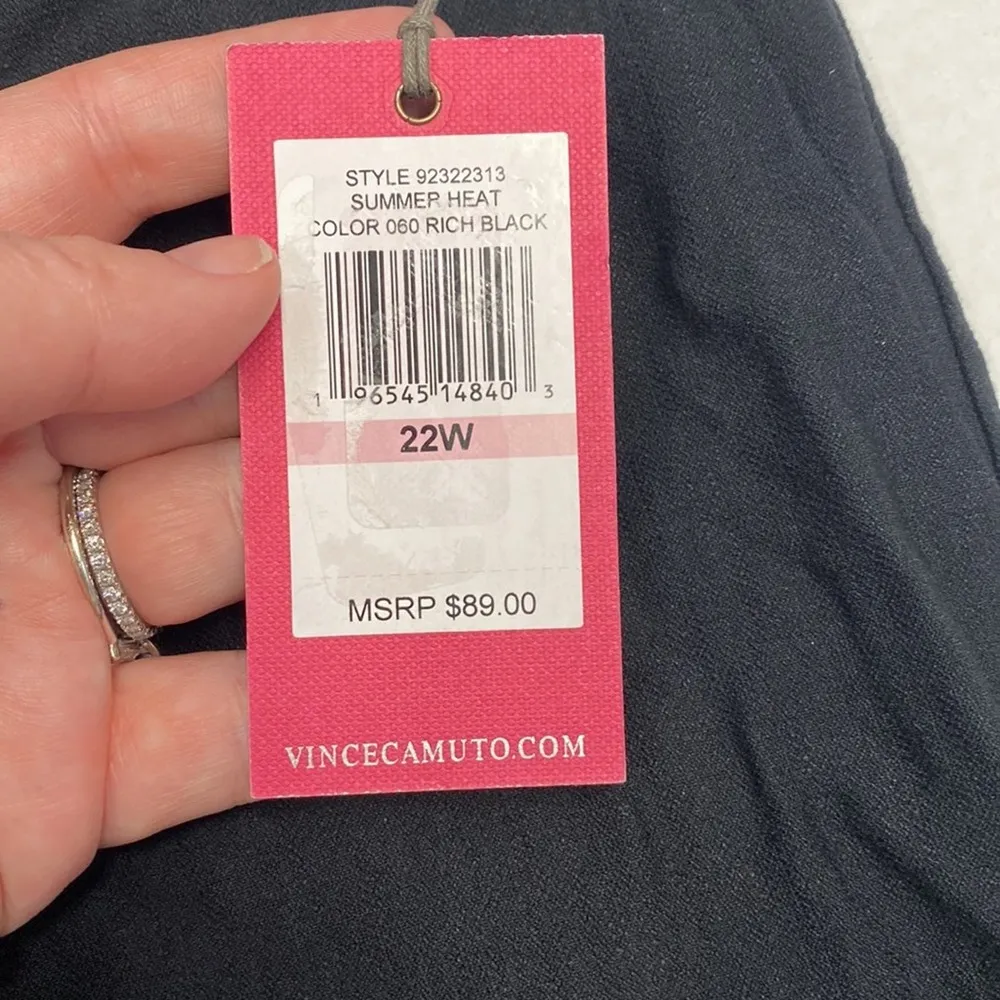 STYLE 92322313
SUMMER HEAT
COLOR 060 RICH BLACK
1 96545 14840 3
22W
MSRP $89.00
VINCECAMUTO.COM